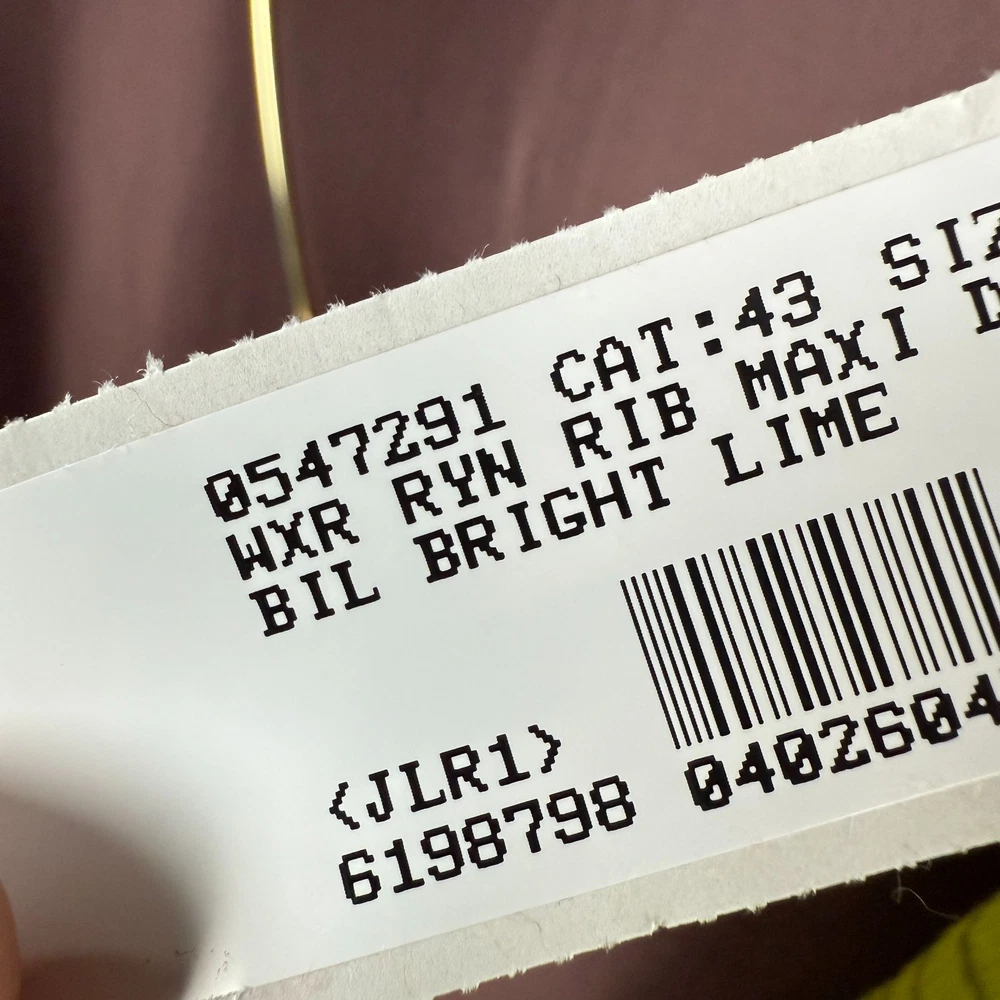 0547291 CAT:43 SIZ
WXR RYN RIB MAXI D
BIL BRIGHT LIME
<JLR1>
6198798 0402604